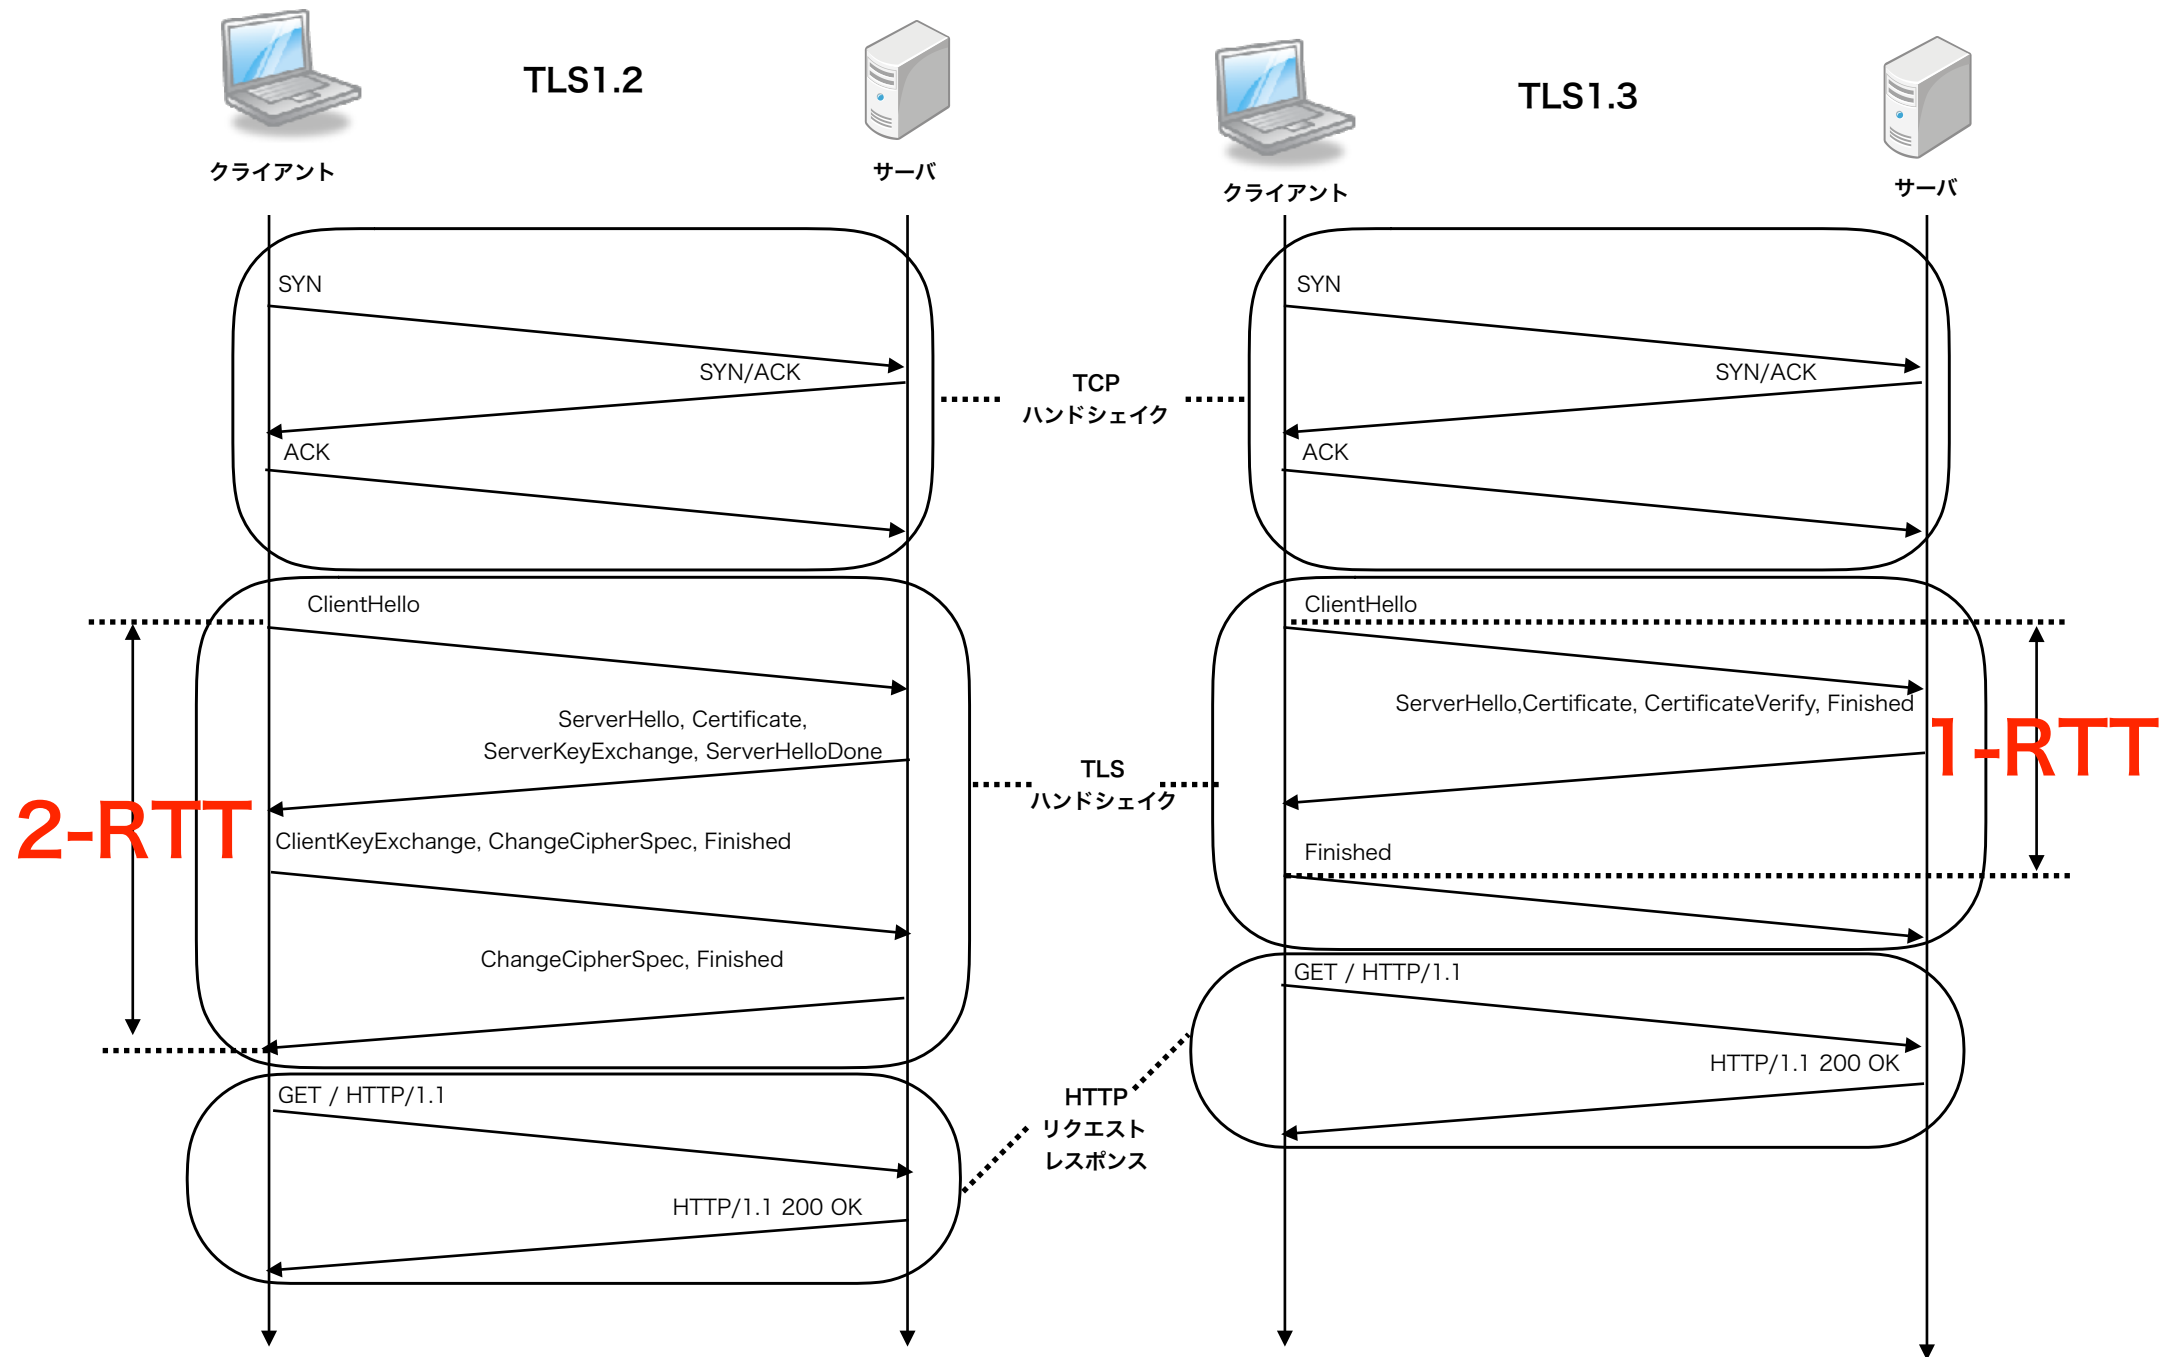 TLS1.2
TLS1.3
クライアント
サーバ
クライアント
サーバ
SYN
SYN/ACK
ACK
TCP
ハンドシェイク
SYN
SYN/ACK
ACK
ClientHello
ServerHello, Certificate,
ServerKeyExchange, ServerHelloDone
2-RTT
ClientKeyExchange, ChangeCipherSpec, Finished
ChangeCipherSpec, Finished
TLS
ハンドシェイク
ClientHello
ServerHello,Certificate, CertificateVerify, Finished
1-RTT
Finished
GET / HTTP/1.1
HTTP/1.1 200 OK
HTTP
リクエスト
レスポンス
GET / HTTP/1.1
HTTP/1.1 200 OK